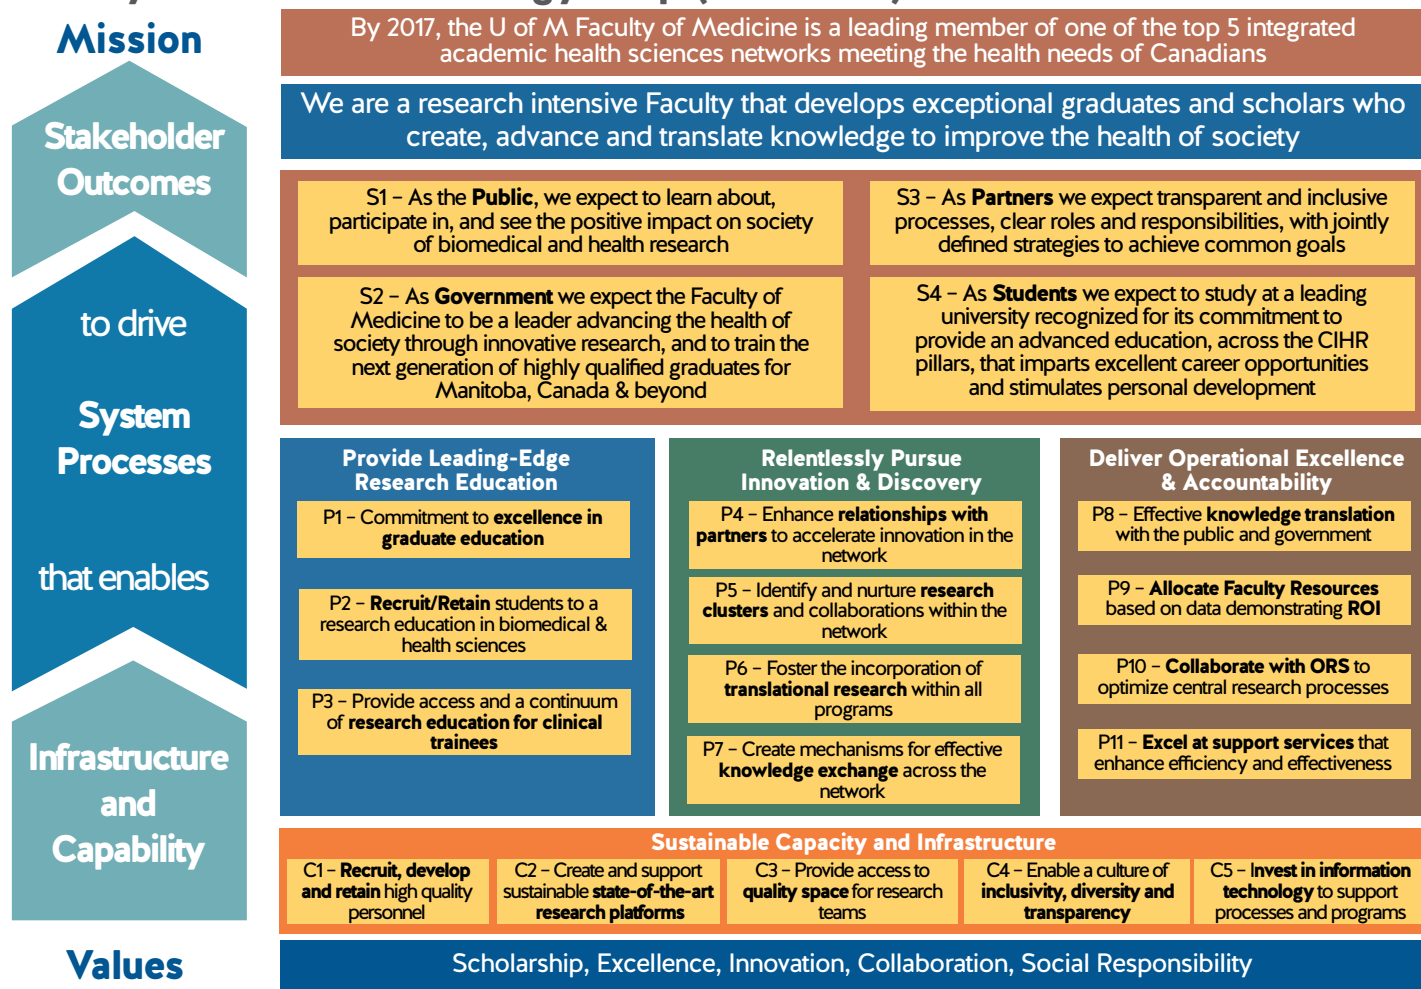 Mission
By 2017, the U of M Faculty of Medicine is a leading member of one of the top 5 integrated
academic health sciences networks meeting the health needs of Canadians
We are a research intensive Faculty that develops exceptional graduates and scholars who
create, advance and translate knowledge to improve the health of society
Stakeholder
Outcomes
S1 – As the Public, we expect to learn about,
participate in, and see the positive impact on society
of biomedical and health research
S3 – As Partners we expect transparent and inclusive
processes, clear roles and responsibilities, with jointly
defined strategies to achieve common goals
S2 – As Government we expect the Faculty of
Medicine to be a leader advancing the health of
society through innovative research, and to train the
next generation of highly qualified graduates for
Manitoba, Canada & beyond
S4 – As Students we expect to study at a leading
university recognized for its commitment to
provide an advanced education, across the CIHR
pillars, that imparts excellent career opportunities
and stimulates personal development
to drive
System
Processes
that enables
Provide Leading-Edge
Research Education
P1 – Commitment to excellence in
graduate education
P2 – Recruit/Retain students to a
research education in biomedical &
health sciences
P3 – Provide access and a continuum
of research education for clinical
trainees
Relentlessly Pursue
Innovation & Discovery
P4 – Enhance relationships with
partners to accelerate innovation in the
network
P5 – Identify and nurture research
clusters and collaborations within the
network
P6 – Foster the incorporation of
translational research within all
programs
P7 – Create mechanisms for effective
knowledge exchange across the
network
Deliver Operational Excellence
& Accountability
P8 – Effective knowledge translation
with the public and government
P9 – Allocate Faculty Resources
based on data demonstrating ROI
P10 – Collaborate with ORS to
optimize central research processes
P11 – Excel at support services that
enhance efficiency and effectiveness
Infrastructure
and
Capability
Sustainable Capacity and Infrastructure
C1 – Recruit, develop
and retain high quality
personnel
C2 – Create and support
sustainable state-of-the-art
research platforms
C3 – Provide access to
quality space for research
teams
C4 – Enable a culture of
inclusivity, diversity and
transparency
C5 – Invest in information
technology to support
processes and programs
Values
Scholarship, Excellence, Innovation, Collaboration, Social Responsibility